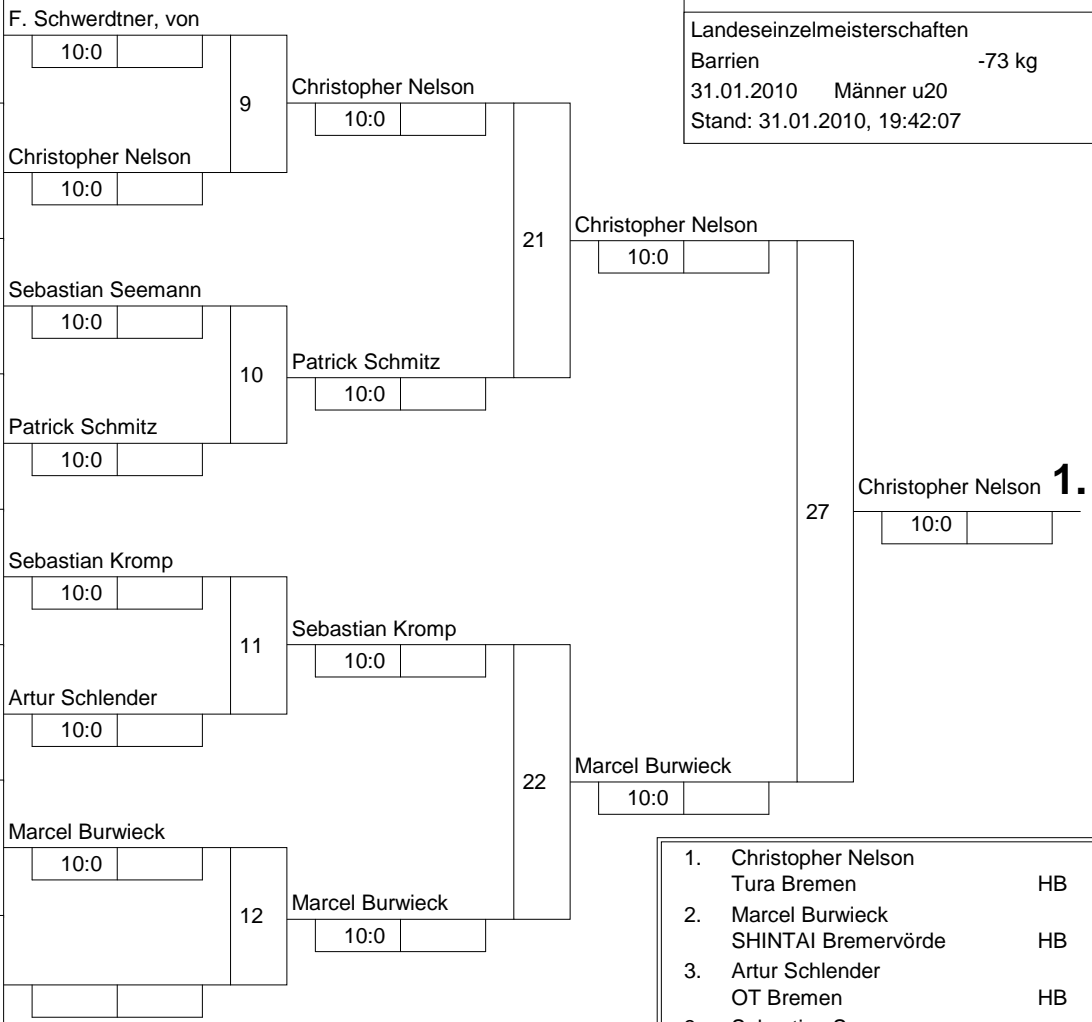 F. Schwerdtner, von
10:0
9
Christopher Nelson
10:0
Christopher Nelson
10:0
Landeseinzelmeisterschaften
Barrien -73 kg
31.01.2010 Männer u20
Stand: 31.01.2010, 19:42:07
21
Christopher Nelson
10:0
Sebastian Seemann
10:0
10
Patrick Schmitz
10:0
Patrick Schmitz
10:0
27
Christopher Nelson 1.
10:0
Sebastian Kromp
10:0
11
Sebastian Kromp
10:0
Artur Schlender
10:0
22
Marcel Burwieck
10:0
Marcel Burwieck
10:0
12
Marcel Burwieck
10:0
1. Christopher Nelson
Tura Bremen HB
2. Marcel Burwieck
SHINTAI Bremervörde HB
3. Artur Schlender
OT Bremen HB